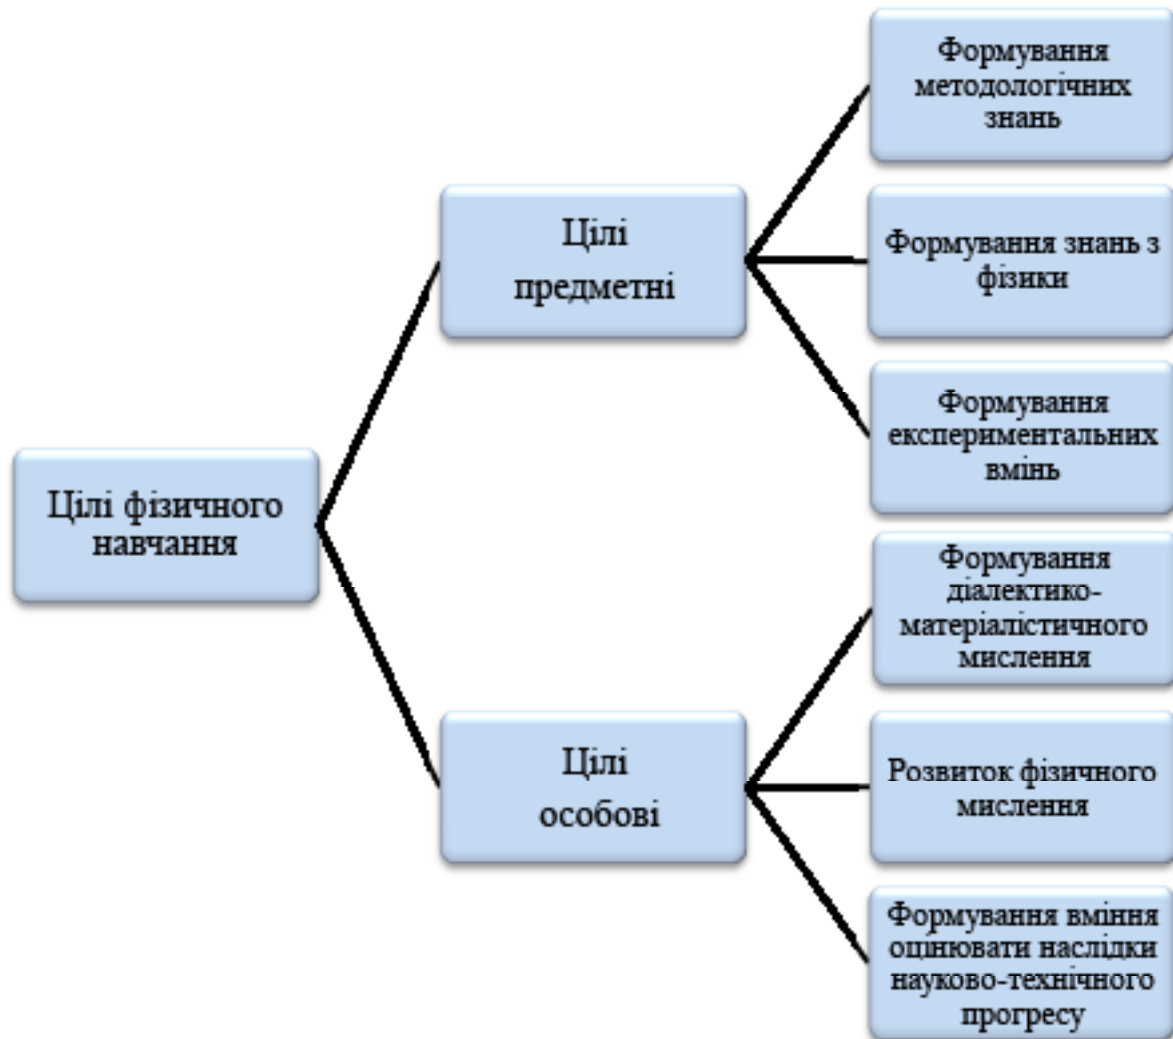 Цілі фізичного
навчання
Цілі
предметні
Формування
методологічних
знань
Формування знань з
фізики
Формування
експериментальних
вмінь
Цілі
особові
Формування
діалектико-
матеріалістичного
мислення
Розвиток фізичного
мислення
Формування вміння
оцінювати наслідки
науково-технічного
прогресу